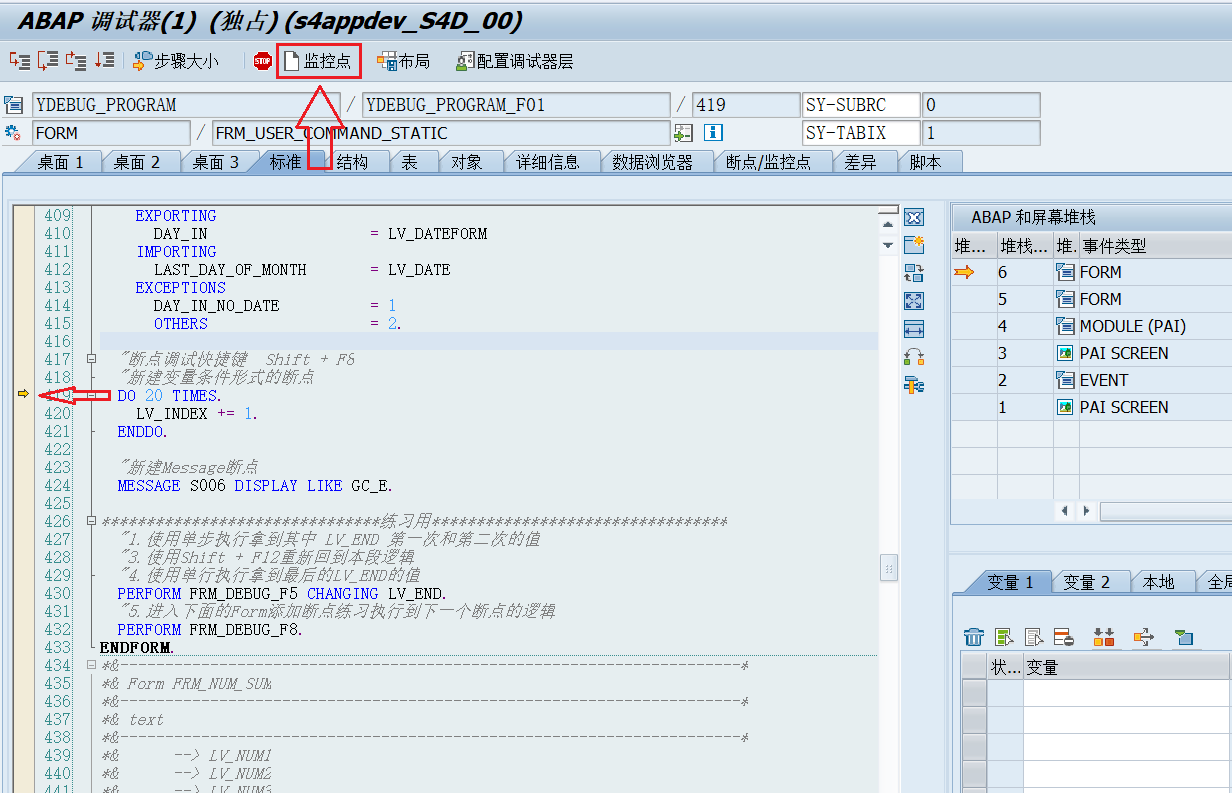 ABAP 调试器(1) (独占) (s4appdev_S4D_00)
步骤大小 STOP 监控点 布局 配置调试器层
YDEBUG_PROGRAM / YDEBUG_PROGRAM_F01 / 419 SY-SUBRC 0
FORM / FRM_USER_COMMAND_STATIC SY-TABIX 1
桌面 1 桌面 2 桌面 3 标准 结构 表 对象 详细信息 数据浏览器 断点/监控点 差异 脚本
409 EXPORTING
410 DAY_IN = LV_DATEFORM
411 IMPORTING
412 LAST_DAY_OF_MONTH = LV_DATE
413 EXCEPTIONS
414 DAY_IN_NO_DATE = 1
415 OTHERS = 2.
416
417 "断点调试快捷键 Shift + F8
418 "新建变量条件形式的断点
419 DO 20 TIMES.
420 LV_INDEX += 1.
421 ENDDO.
422
423 "新建Message断点
424 MESSAGE S006 DISPLAY LIKE GC_E.
425
426 *******************************练习用*********************************
427 "1.使用单步执行拿到其中 LV_END 第一次和第二次的值
428 "3.使用Shift + F12重新回到本段逻辑
429 "4.使用单行执行拿到最后的LV_END的值
430 PERFORM FRM_DEBUG_F5 CHANGING LV_END.
431 "5.进入下面的Form添加断点练习执行到下一个断点的逻辑
432 PERFORM FRM_DEBUG_F8.
433 ENDFORM.
434 *&---------------------------------------------------------------------*
435 *& Form FRM_NUM_SUM
436 *&---------------------------------------------------------------------*
437 *& text
438 *&---------------------------------------------------------------------*
439 *& --> LV_NUM1
440 *& --> LV_NUM2
441 *& --> LV_NUM3
ABAP 和屏幕堆栈
堆... 堆栈... 堆. 事件类型
6 FORM
5 FORM
4 MODULE (PAI)
3 PAI SCREEN
2 EVENT
1 PAI SCREEN
变量 1 变量 2 本地 全局
状... 变量